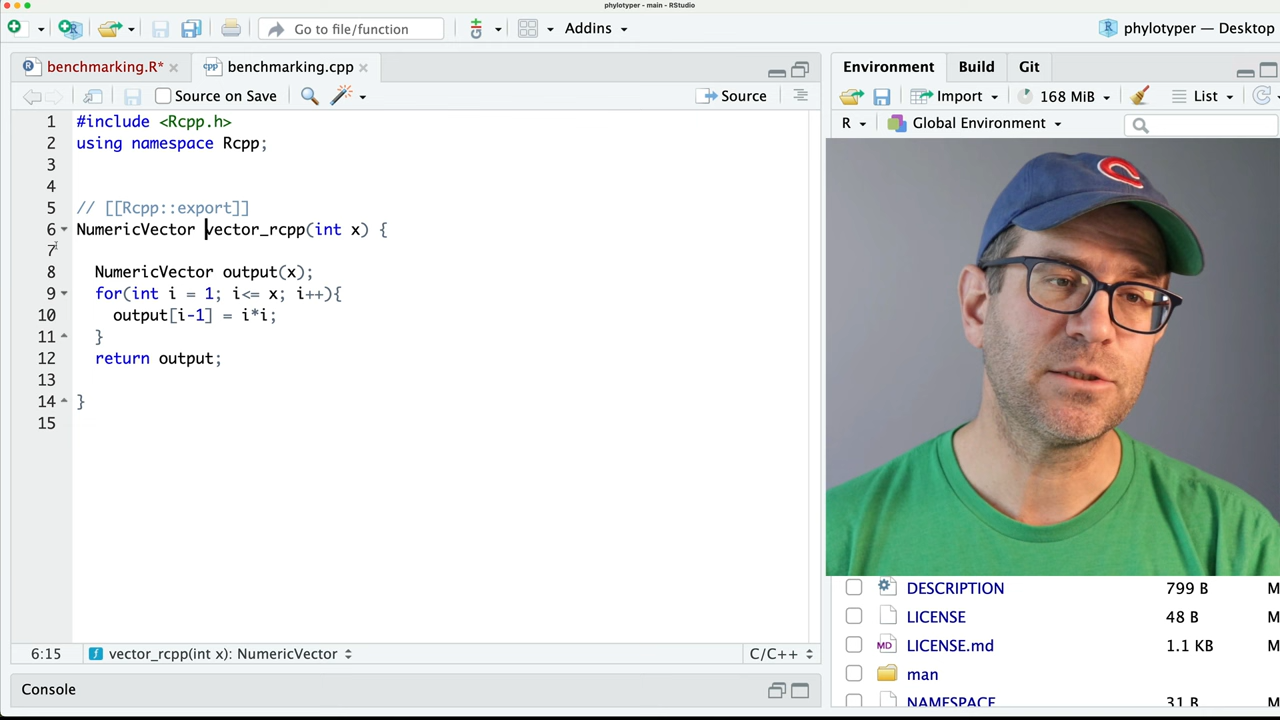 phylotyper - main - RStudio
Go to file/function
Addins
phylotyper — Desktop
benchmarking.R*
benchmarking.cpp
Source on Save
Source
1 #include <Rcpp.h>
2 using namespace Rcpp;
3
4
5 // [[Rcpp::export]]
6 NumericVector vector_rcpp(int x) {
7
8 NumericVector output(x);
9 for(int i = 1; i<= x; i++){
10 output[i-1] = i*i;
11 }
12 return output;
13
14 }
15
6:15 vector_rcpp(int x): NumericVector C/C++
Console
Environment Build Git
Import 168 MiB List
R Global Environment
C
DESCRIPTION 799 B M
LICENSE 48 B M
MD LICENSE.md 1.1 KB M
man
NAMESPACE 31 B M